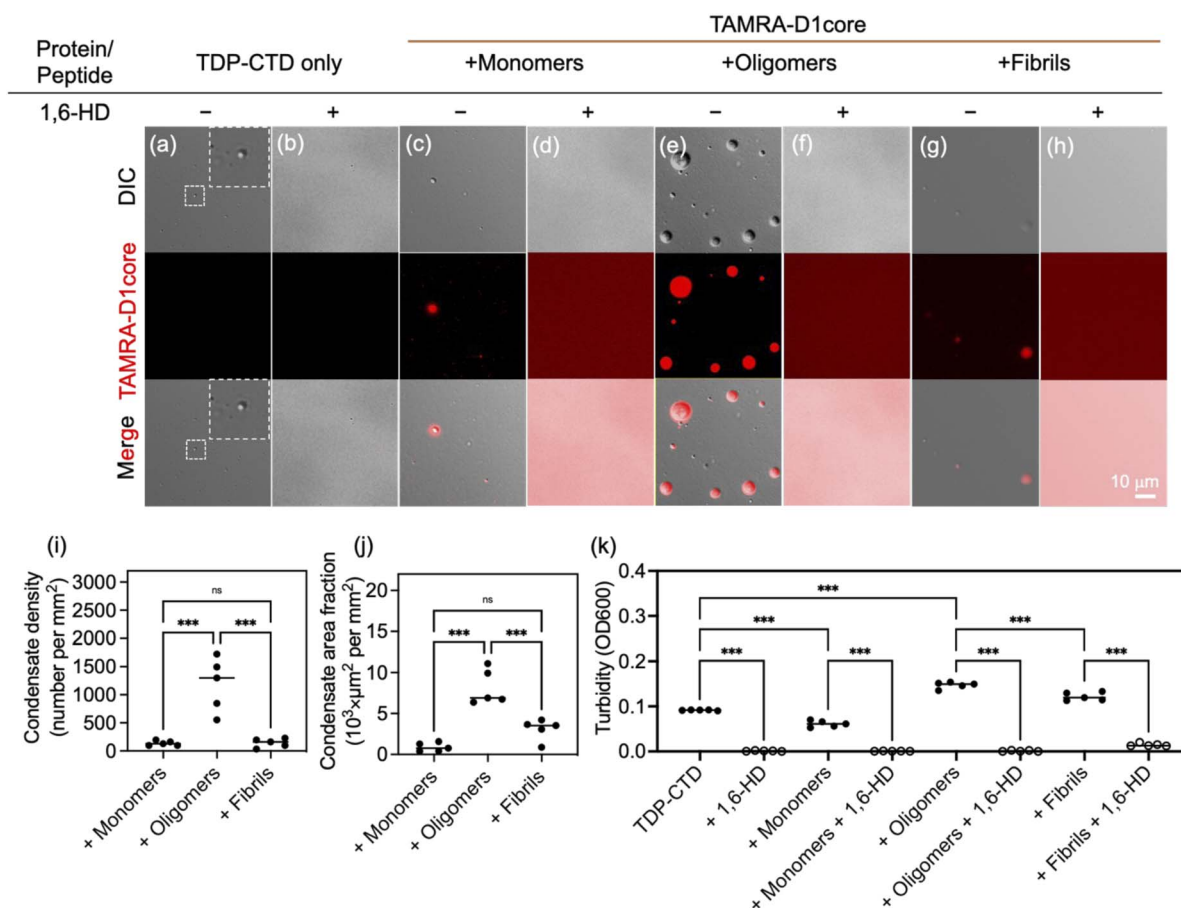 TAMRA-D1core
Protein/
Peptide
TDP-CTD only
+Monomers
+Oligomers
+Fibrils
1,6-HD
– + – + – + – +
(a) (b) (c) (d) (e) (f) (g) (h)
DIC
TAMRA-D1core
Merge
10 μm
(i)
Condensate density
(number per mm²)
3000
2500
2000
1500
1000
500
0
ns
*** ***
+ Monomers
+ Oligomers
+ Fibrils
(j)
Condensate area fraction
(10³×μm² per mm²)
20
15
10
5
0
ns
*** ***
+ Monomers
+ Oligomers
+ Fibrils
(k)
Turbidity (OD600)
0.4
0.3
0.2
0.1
0.0
***
*** ***
*** *** *** ***
TDP-CTD
+ 1,6-HD
+ Monomers
+ Monomers + 1,6-HD
+ Oligomers
+ Oligomers + 1,6-HD
+ Fibrils
+ Fibrils + 1,6-HD